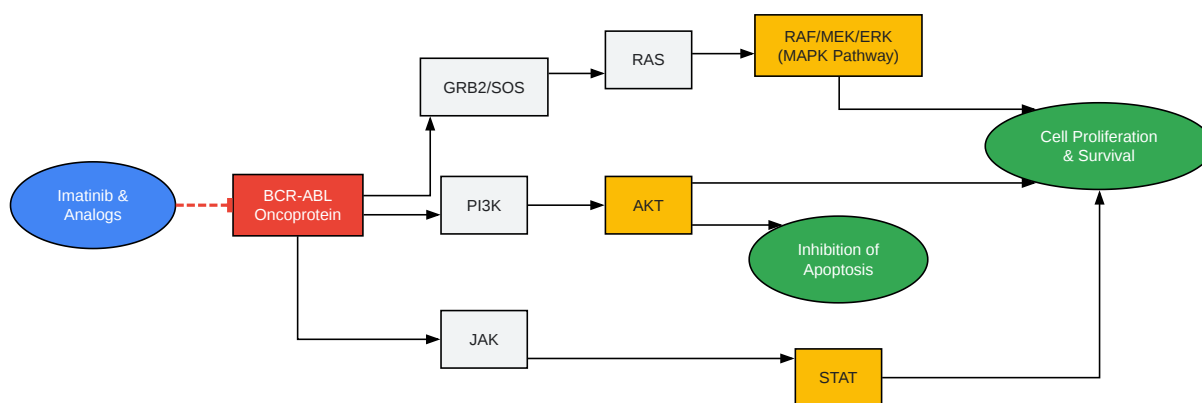 RAF/MEK/ERK
(MAPK Pathway)
RAS
GRB2/SOS
Cell Proliferation
& Survival
Imatinib &
Analogs
BCR-ABL
Oncoprotein
PI3K
AKT
Inhibition of
Apoptosis
JAK
STAT